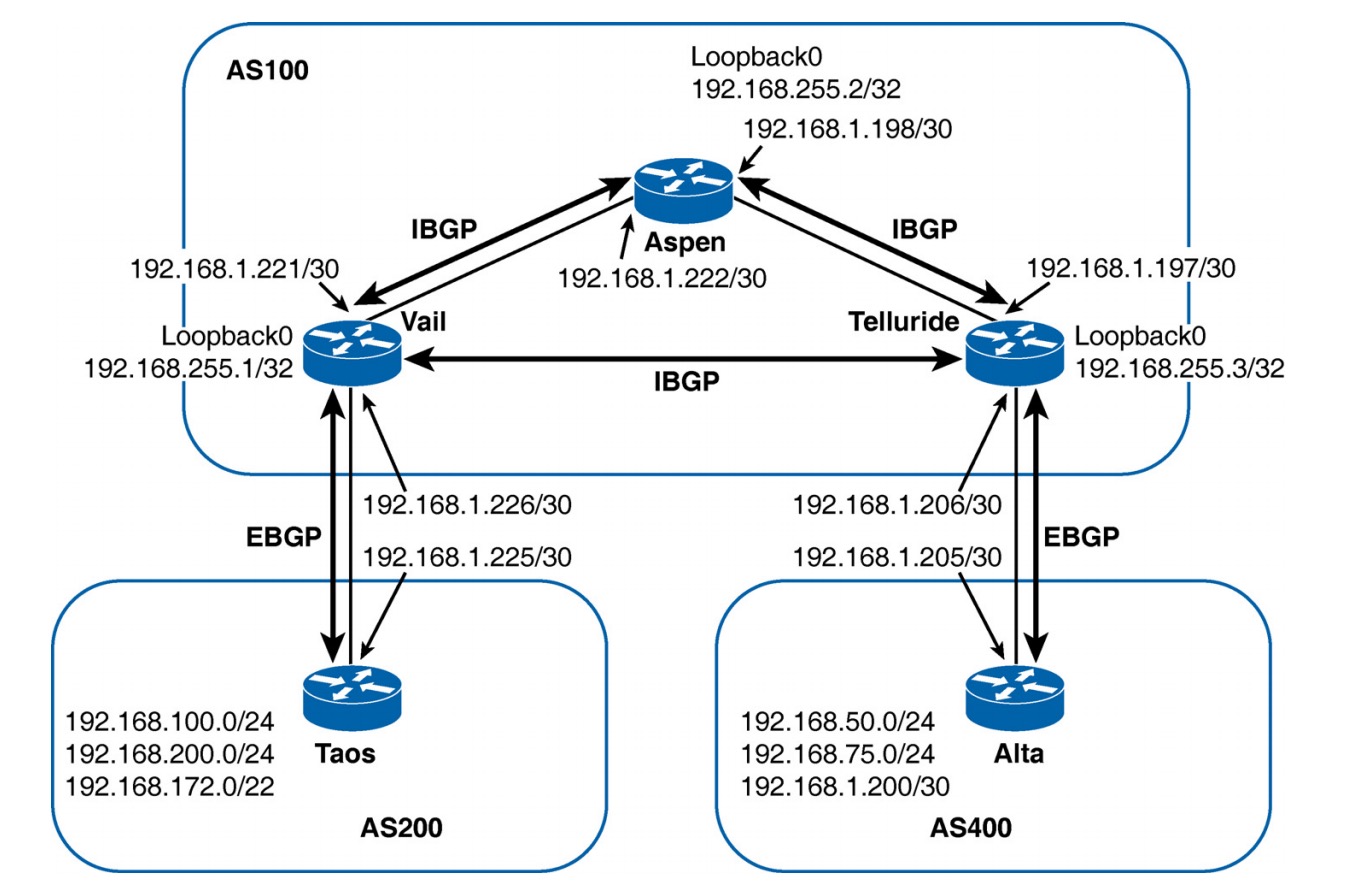 AS100
Loopback0
192.168.255.2/32
192.168.1.198/30
IBGP
IBGP
Aspen
192.168.1.222/30
192.168.1.221/30
192.168.1.197/30
Vail
Telluride
Loopback0
192.168.255.1/32
Loopback0
192.168.255.3/32
IBGP
192.168.1.226/30
192.168.1.206/30
EBGP
EBGP
192.168.1.225/30
192.168.1.205/30
192.168.100.0/24
192.168.200.0/24
192.168.172.0/22
Taos
AS200
192.168.50.0/24
192.168.75.0/24
192.168.1.200/30
Alta
AS400